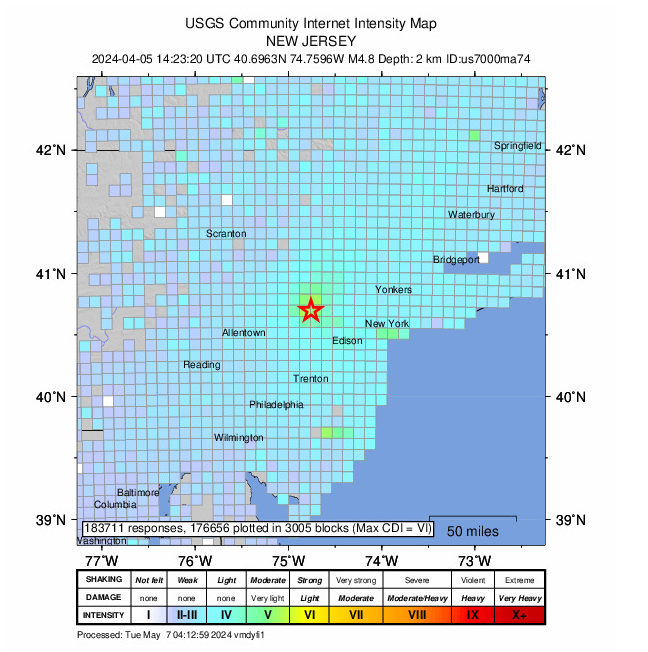 USGS Community Internet Intensity Map
NEW JERSEY
2024-04-05 14:23:20 UTC 40.6963N 74.7596W M4.8 Depth: 2 km ID:us7000ma74
42°N Springfield 42°N
Hartford
Waterbury
Scranton
Bridgeport
41°N 41°N
Yonkers
New York
Allentown
Edison
Reading
Trenton
40°N 40°N
Philadelphia
Wilmington
Baltimore
Columbia
39°N 183711 responses, 176656 plotted in 3005 blocks (Max CDI = VI) 50 miles 39°N
Washington
77°W 76°W 75°W 74°W 73°W
SHAKING Not felt Weak Light Moderate Strong Very strong Severe Violent Extreme
DAMAGE none none none Very light Light Moderate Moderate/Heavy Heavy Very Heavy
INTENSITY I II-III IV V VI VII VIII IX X+
Processed: Tue May 7 04:12:59 2024 vmdyfi1